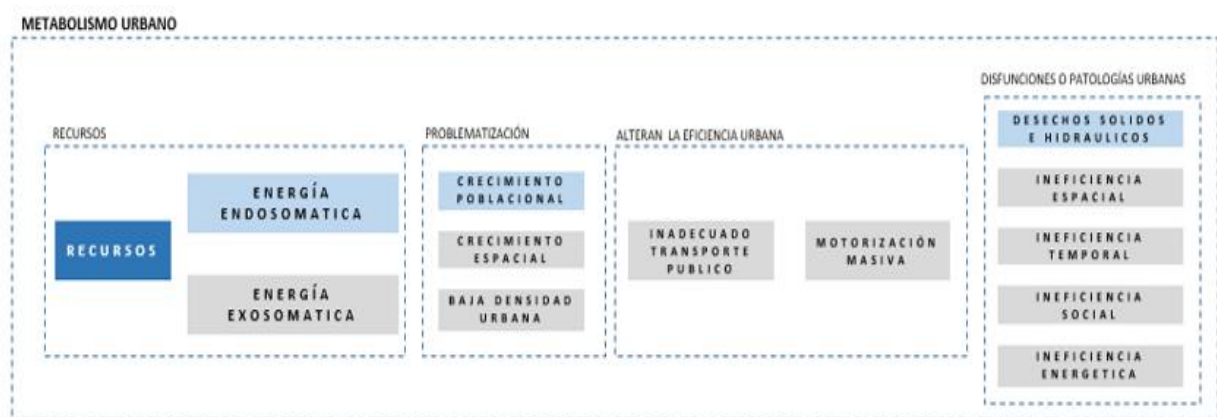 METABOLISMO URBANO
RECURSOS
RECURSOS
ENERGÍA
ENDOSOMATICA
ENERGÍA
EXOSOMATICA
PROBLEMATIZACIÓN
CRECIMIENTO
POBLACIONAL
CRECIMIENTO
ESPACIAL
BAJA DENSIDAD
URBANA
ALTERAN LA EFICIENCIA URBANA
INADECUADO
TRANSPORTE
PUBLICO
MOTORIZACIÓN
MASIVA
DISFUNCIONES O PATOLOGÍAS URBANAS
DESECHOS SOLIDOS
E HIDRAULICOS
INEFICIENCIA
ESPACIAL
INEFICIENCIA
TEMPORAL
INEFICIENCIA
SOCIAL
INEFICIENCIA
ENERGETICA